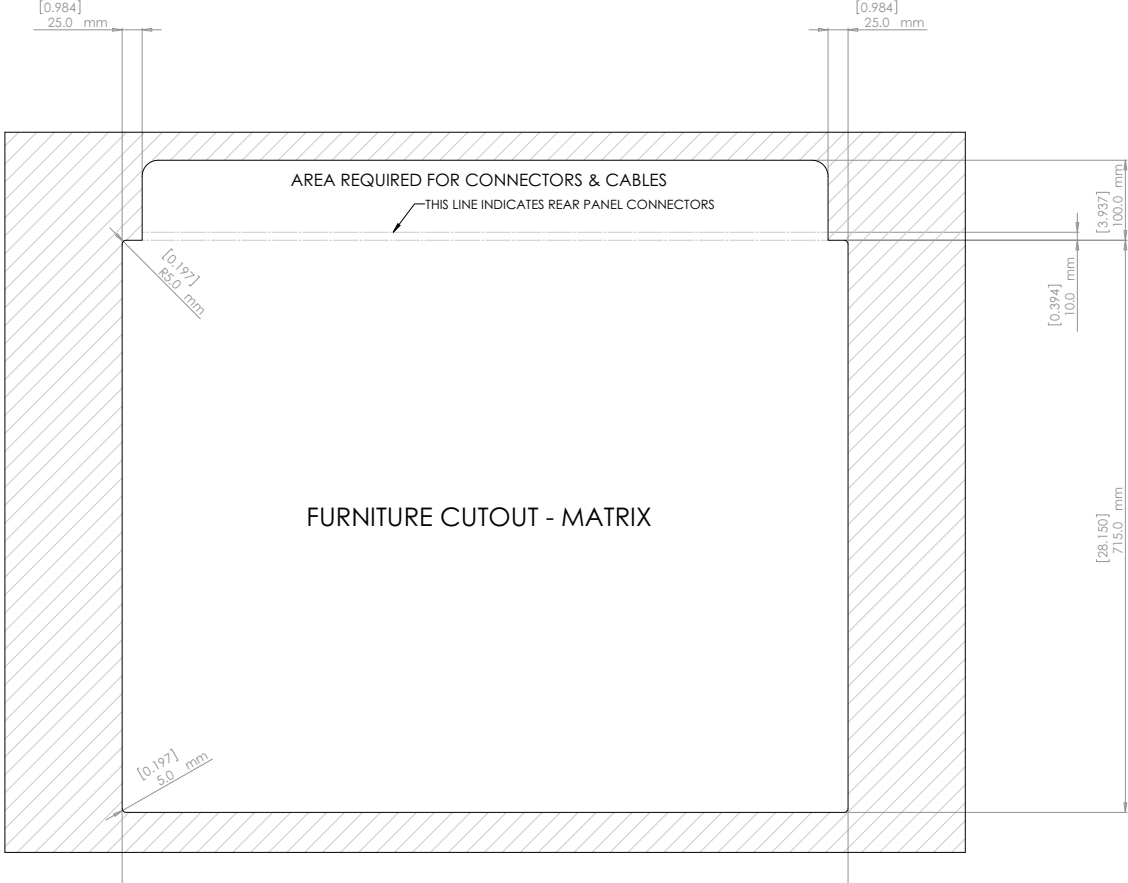 [0.984]
25.0 mm
[0.984]
25.0 mm
AREA REQUIRED FOR CONNECTORS & CABLES
THIS LINE INDICATES REAR PANEL CONNECTORS
[3.937]
100.0 mm
[0.197]
R5.0 mm
[0.394]
10.0 mm
FURNITURE CUTOUT - MATRIX
[28.150]
715.0 mm
[0.197]
5.0 mm